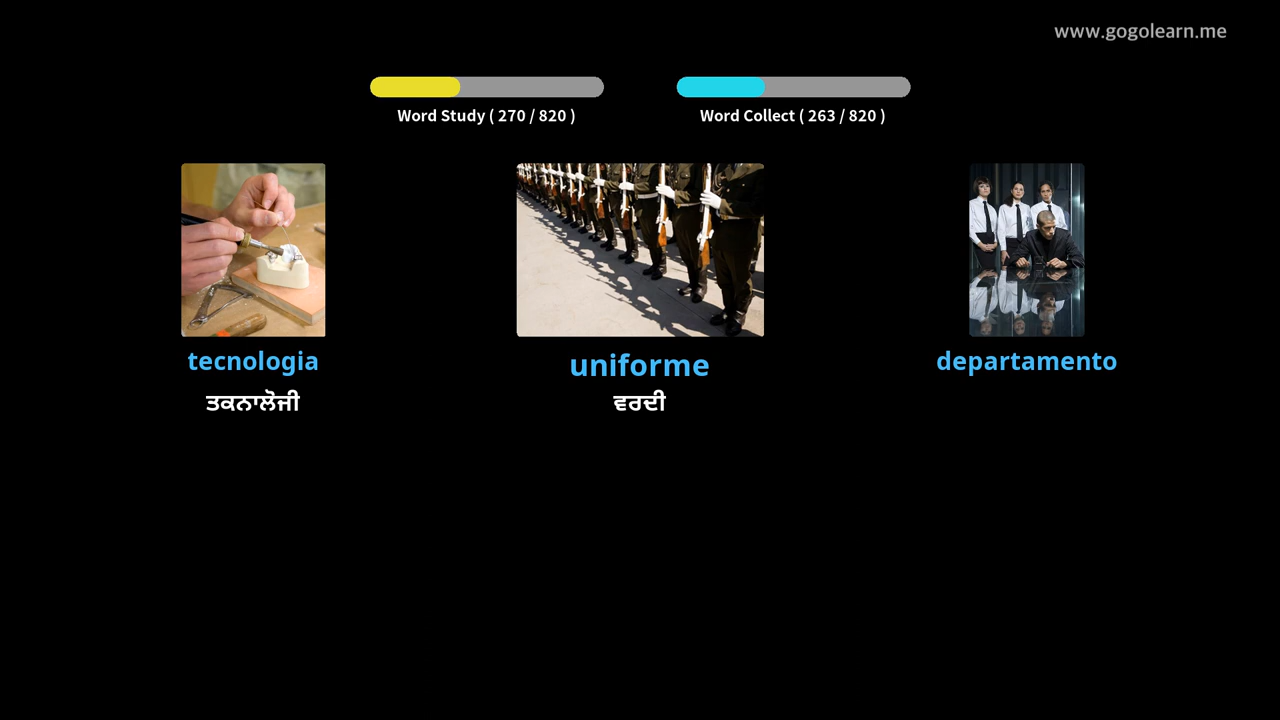 www.gogolearn.me
Word Study ( 270 / 820 )
Word Collect ( 263 / 820 )
tecnologia
uniforme
departamento
ਤਕਨਾਲੋਜੀ
ਵਰਦੀ